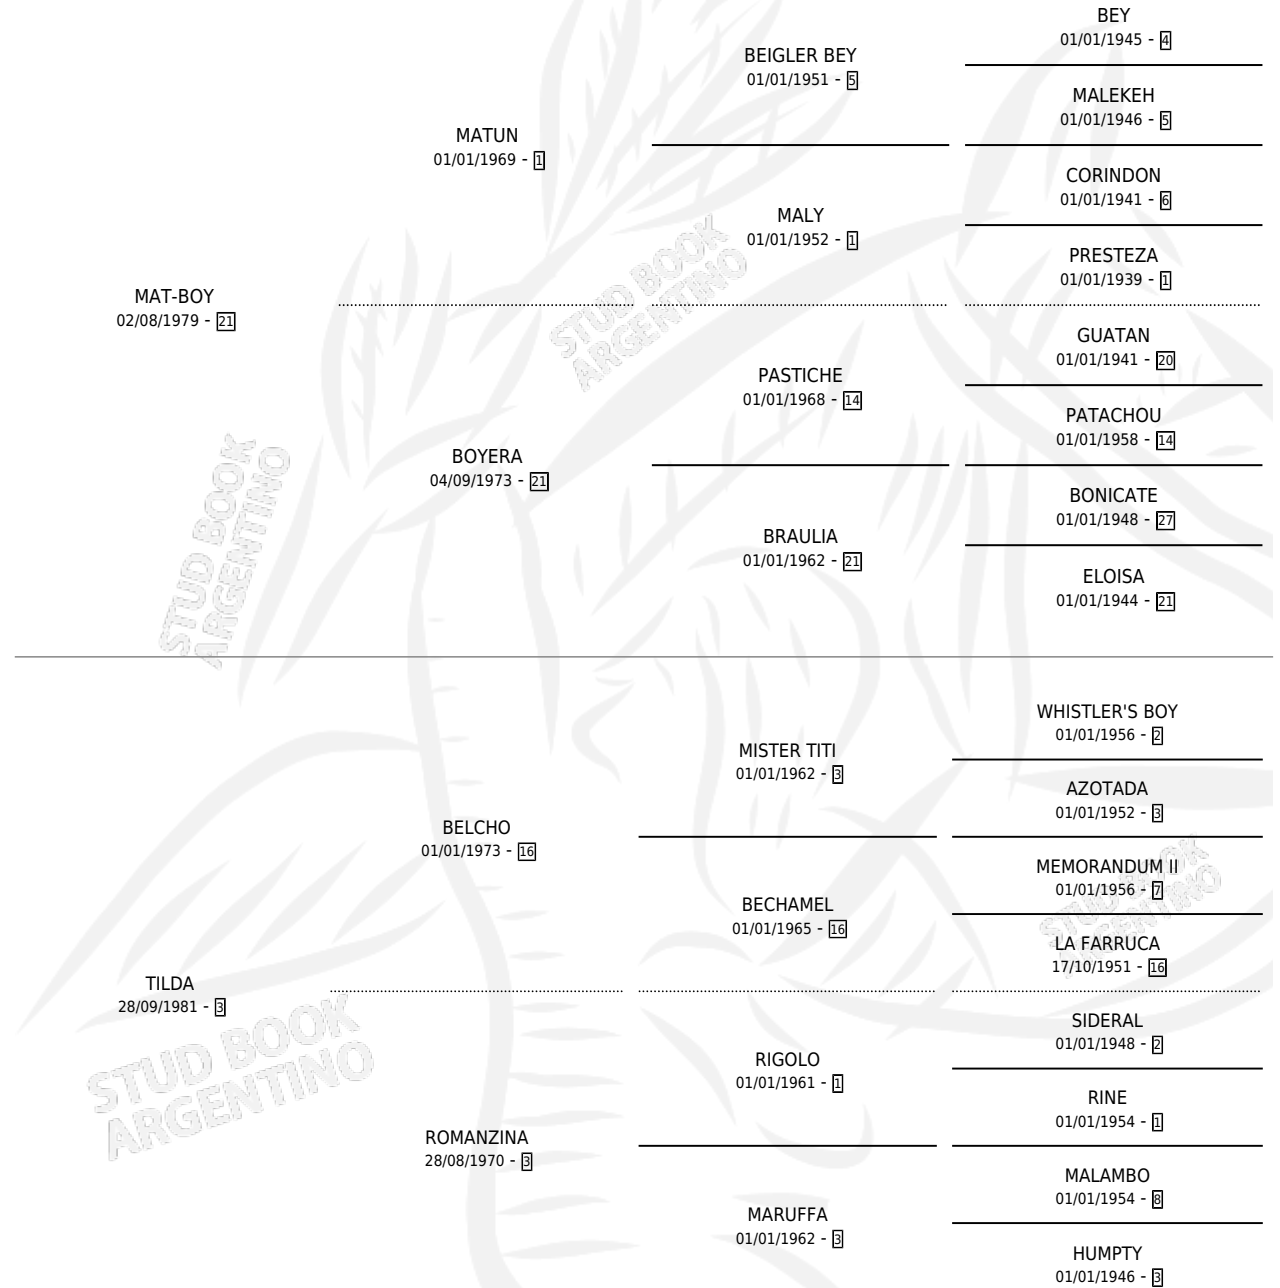 BEY
01/01/1945 - 4
BEIGLER BEY
01/01/1951 - 5
MALEKEH
01/01/1946 - 5
MATUN
01/01/1969 - 1
CORINDON
01/01/1941 - 6
MALY
01/01/1952 - 1
PRESTEZA
01/01/1939 - 1
MAT-BOY
02/08/1979 - 21
GUATAN
01/01/1941 - 20
PASTICHE
01/01/1968 - 14
PATACHOU
01/01/1958 - 14
BOYERA
04/09/1973 - 21
BONICATE
01/01/1948 - 27
BRAULIA
01/01/1962 - 21
ELOISA
01/01/1944 - 21
WHISTLER'S BOY
01/01/1956 - 2
MISTER TITI
01/01/1962 - 3
AZOTADA
01/01/1952 - 3
BELCHO
01/01/1973 - 16
MEMORANDUM II
01/01/1956 - 7
BECHAMEL
01/01/1965 - 16
LA FARRUCA
17/10/1951 - 16
TILDA
28/09/1981 - 3
SIDERAL
01/01/1948 - 2
RIGOLO
01/01/1961 - 1
RINE
01/01/1954 - 1
ROMANZINA
28/08/1970 - 3
MALAMBO
01/01/1954 - 8
MARUFFA
01/01/1962 - 3
HUMPTY
01/01/1946 - 3
STUD BOOK
ARGENTINO
STUD BOOK
ARGENTINO
STUD BOOK
ARGENTINO
STUD BOOK
ARGENTINO